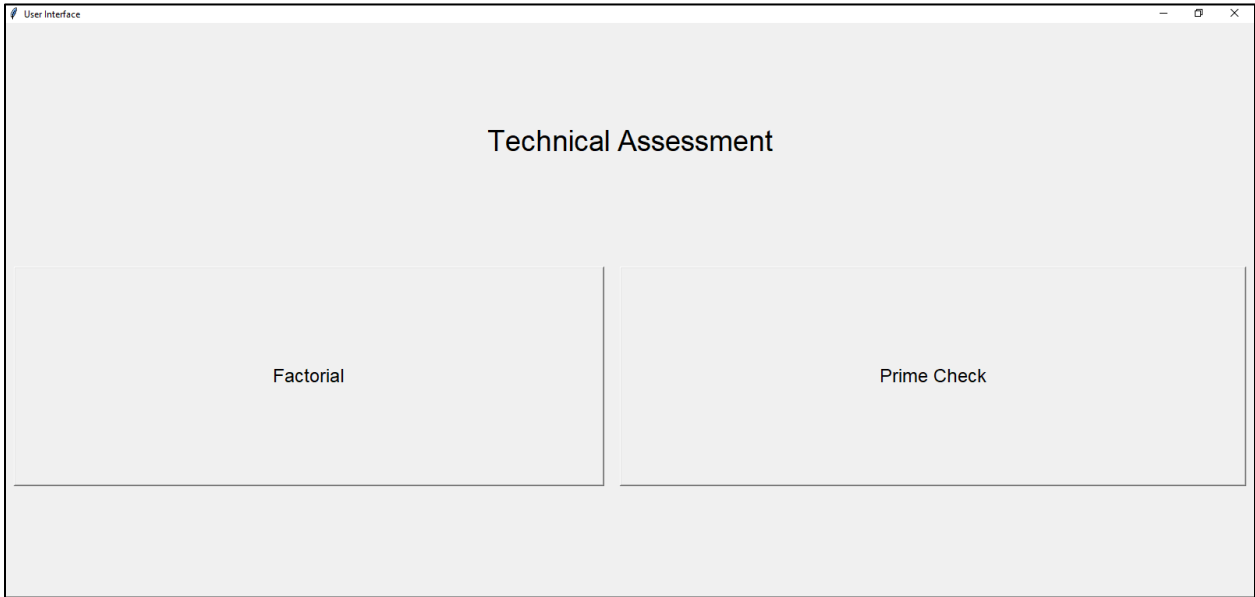 User Interface
Technical Assessment
Factorial
Prime Check